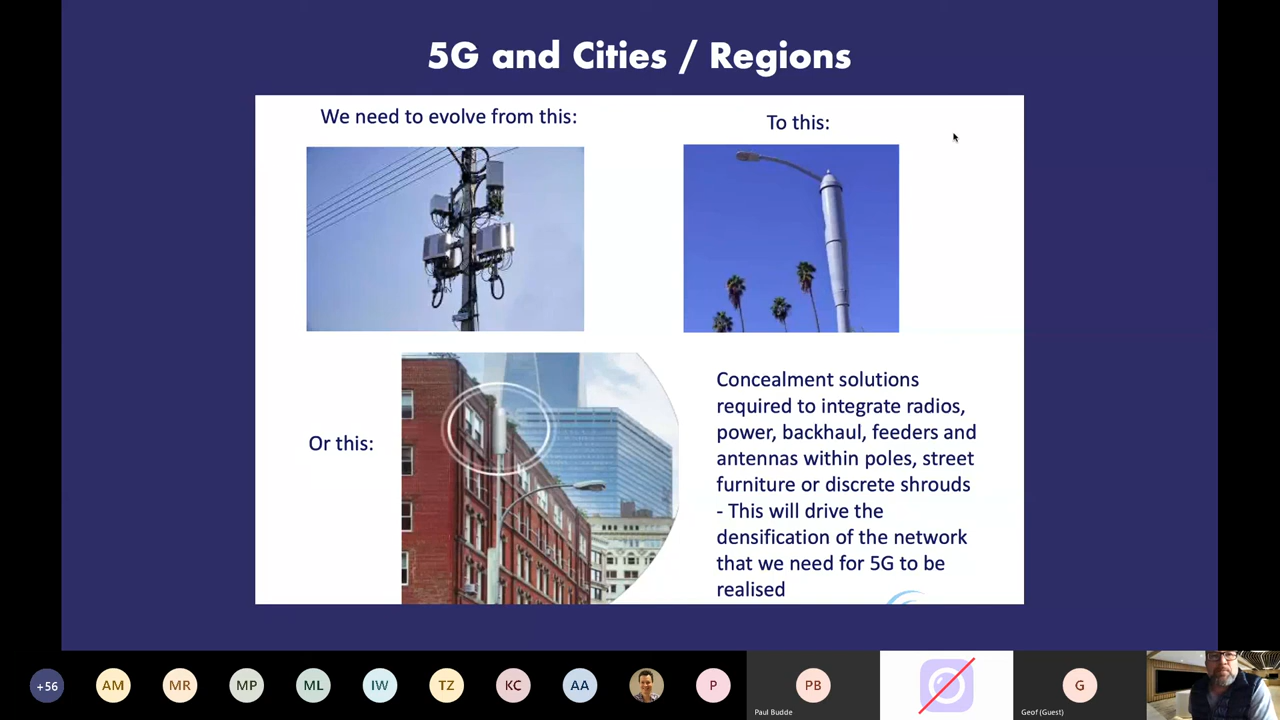 5G and Cities / Regions
We need to evolve from this:
To this:
Or this:
Concealment solutions
required to integrate radios,
power, backhaul, feeders and
antennas within poles, street
furniture or discrete shrouds
- This will drive the
densification of the network
that we need for 5G to be
realised
+56
AM
MR
MP
ML
IW
TZ
KC
AA
P
PB
Paul Budde
G
Geof (Guest)